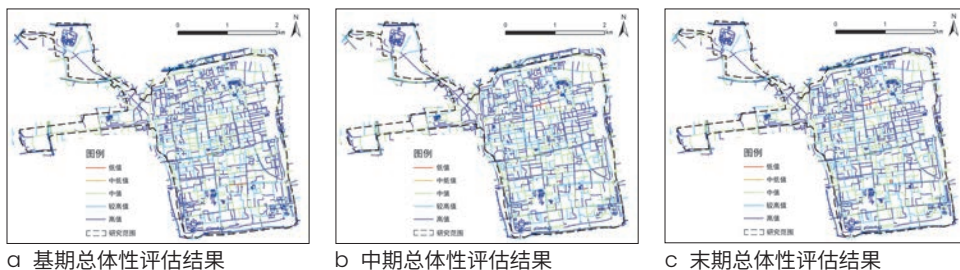 0 1 2
km
N
图例
低值
中低值
中值
较高值
高值
研究范围
a 基期总体性评估结果
0 1 2
km
N
图例
低值
中低值
中值
较高值
高值
研究范围
b 中期总体性评估结果
0 1 2
km
N
图例
低值
中低值
中值
较高值
高值
研究范围
c 末期总体性评估结果